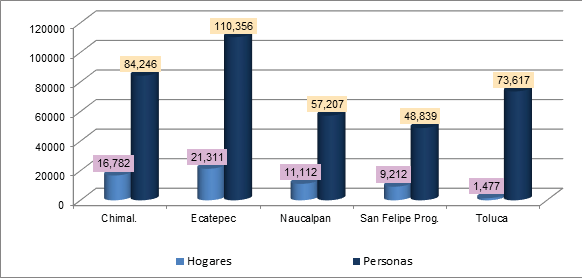 120000
110,356
100000
84,246
80000
73,617
60000
57,207
48,839
40000
16,782
21,311
11,112
9,212
1,477
20000
0
Chimal.
Ecatepec
Naucalpan
San Felipe Prog.
Toluca
Hogares
Personas